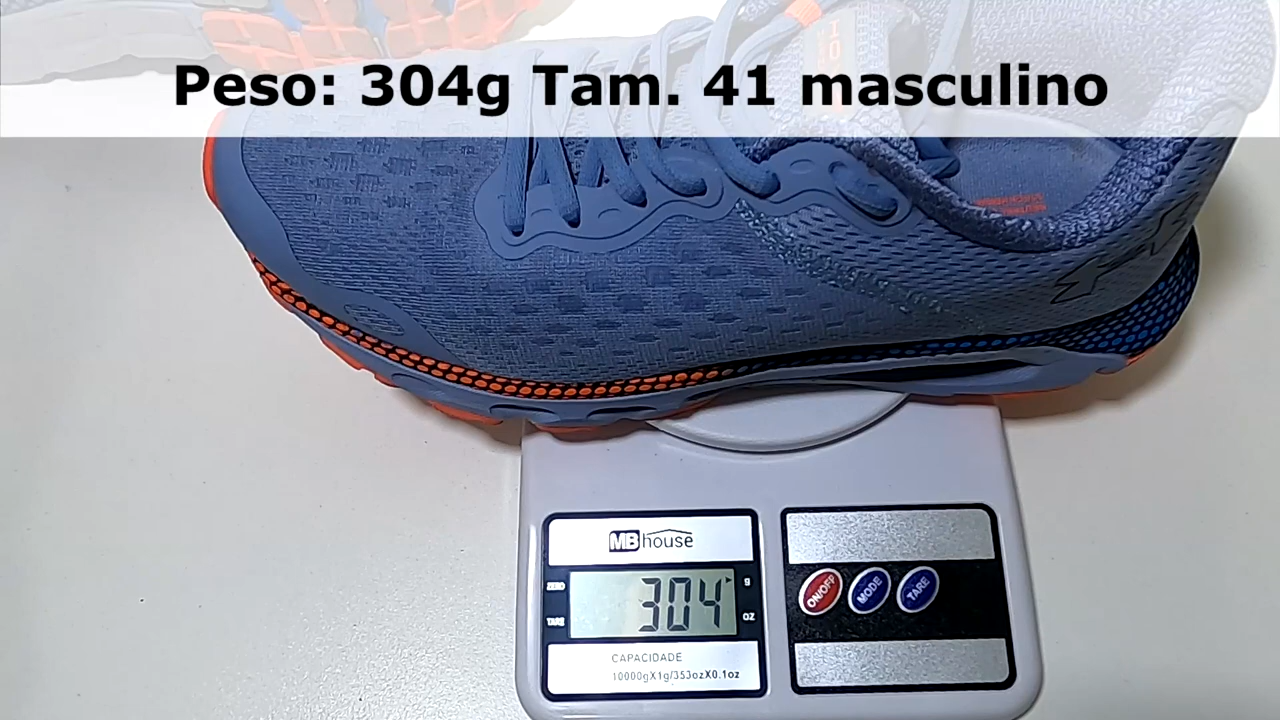 Peso: 304g Tam. 41 masculino
MB house
ZERO
304 g
TARE
OZ
CAPACIDADE
10000gX1g/353ozX0.1oz
ON/OFF
MODE
TARE